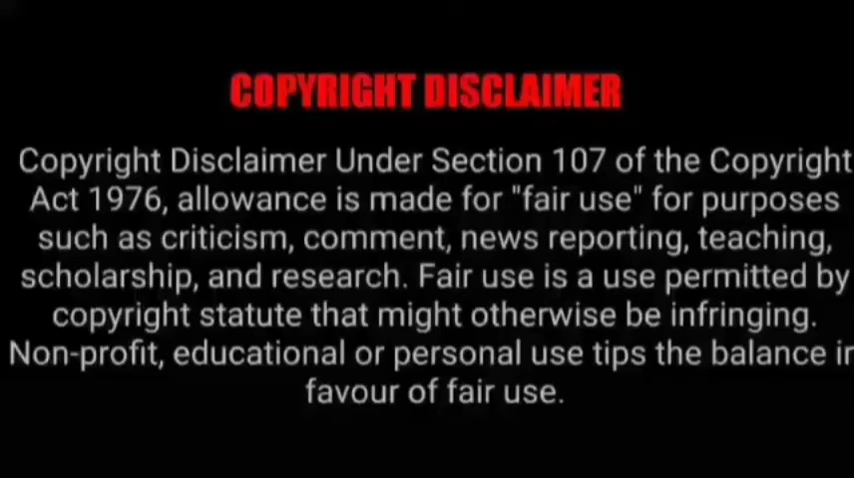 COPYRIGHT DISCLAIMER
Copyright Disclaimer Under Section 107 of the Copyright
Act 1976, allowance is made for "fair use" for purposes
such as criticism, comment, news reporting, teaching,
scholarship, and research. Fair use is a use permitted by
copyright statute that might otherwise be infringing.
Non-profit, educational or personal use tips the balance in
favour of fair use.